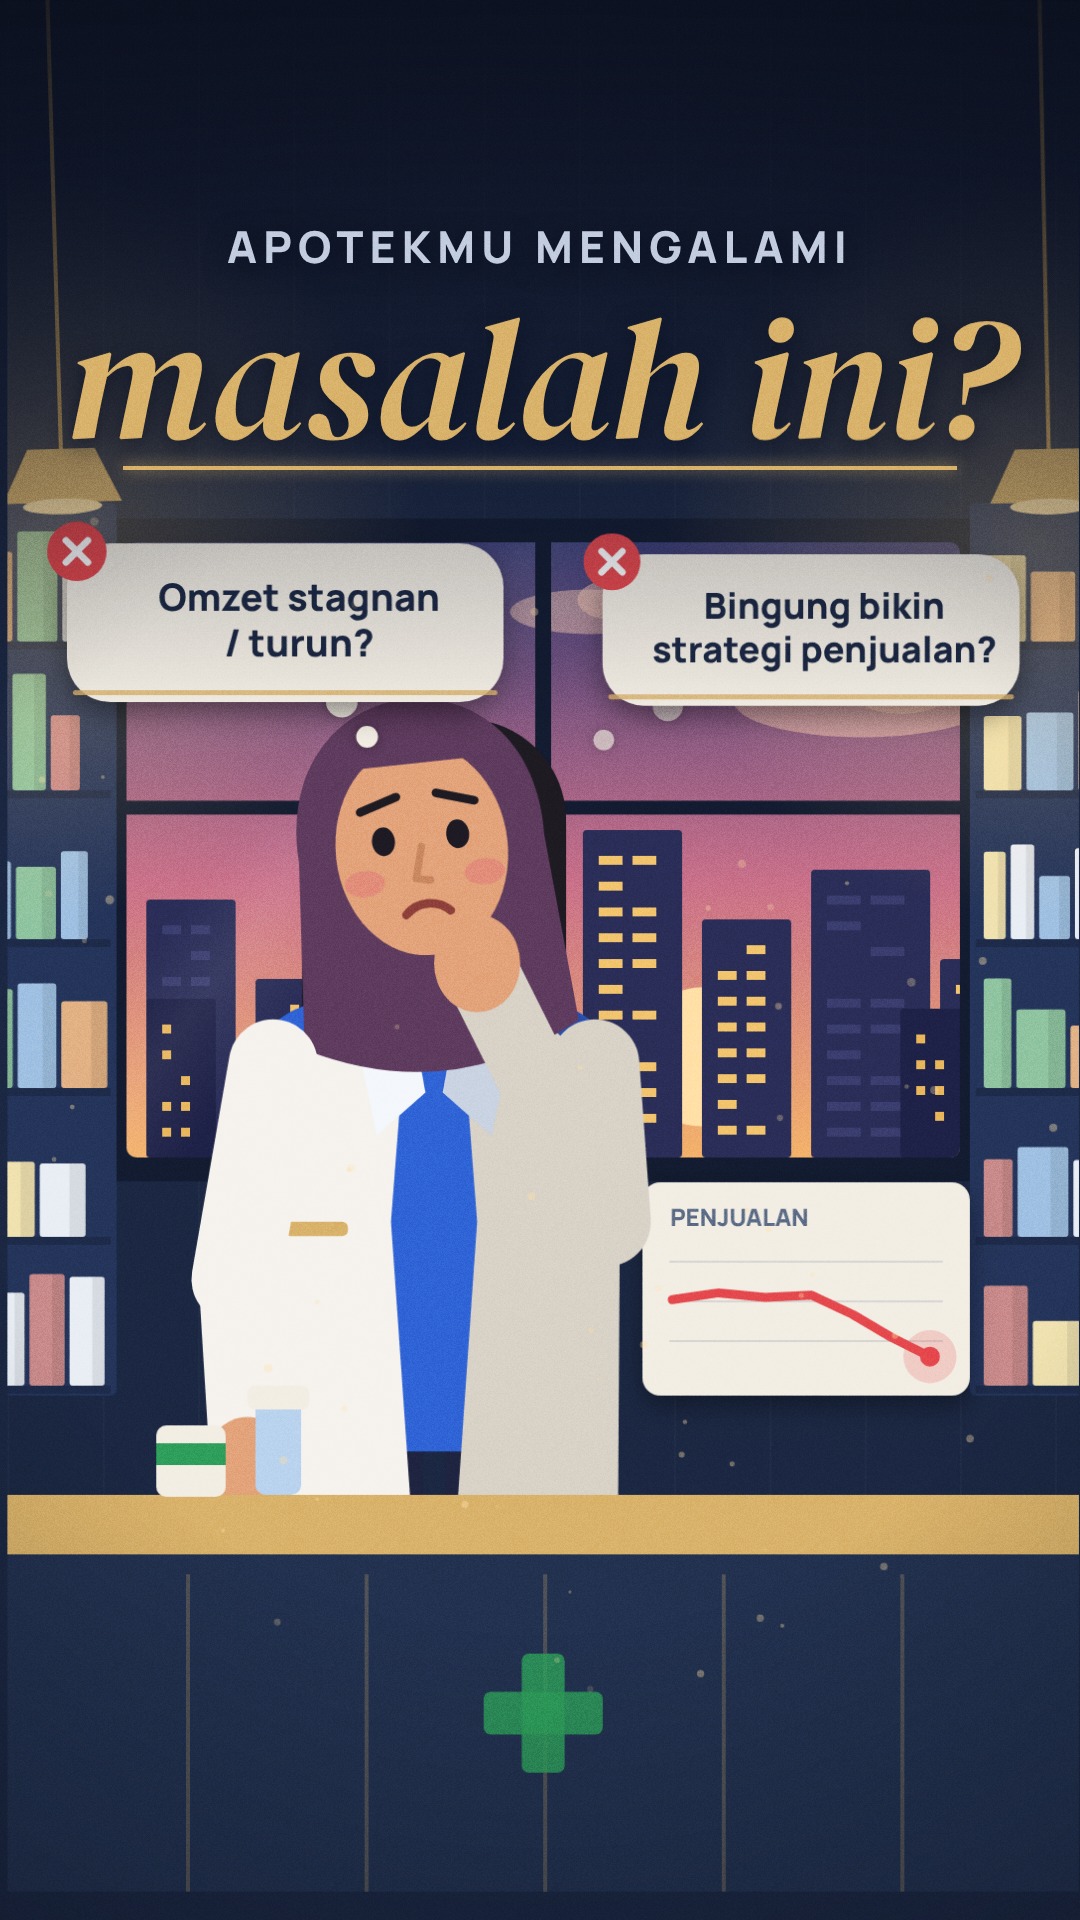 APOTEKMU MENGALAMI
masalah ini?
Omzet stagnan
/ turun?
Bingung bikin
strategi penjualan?
PENJUALAN